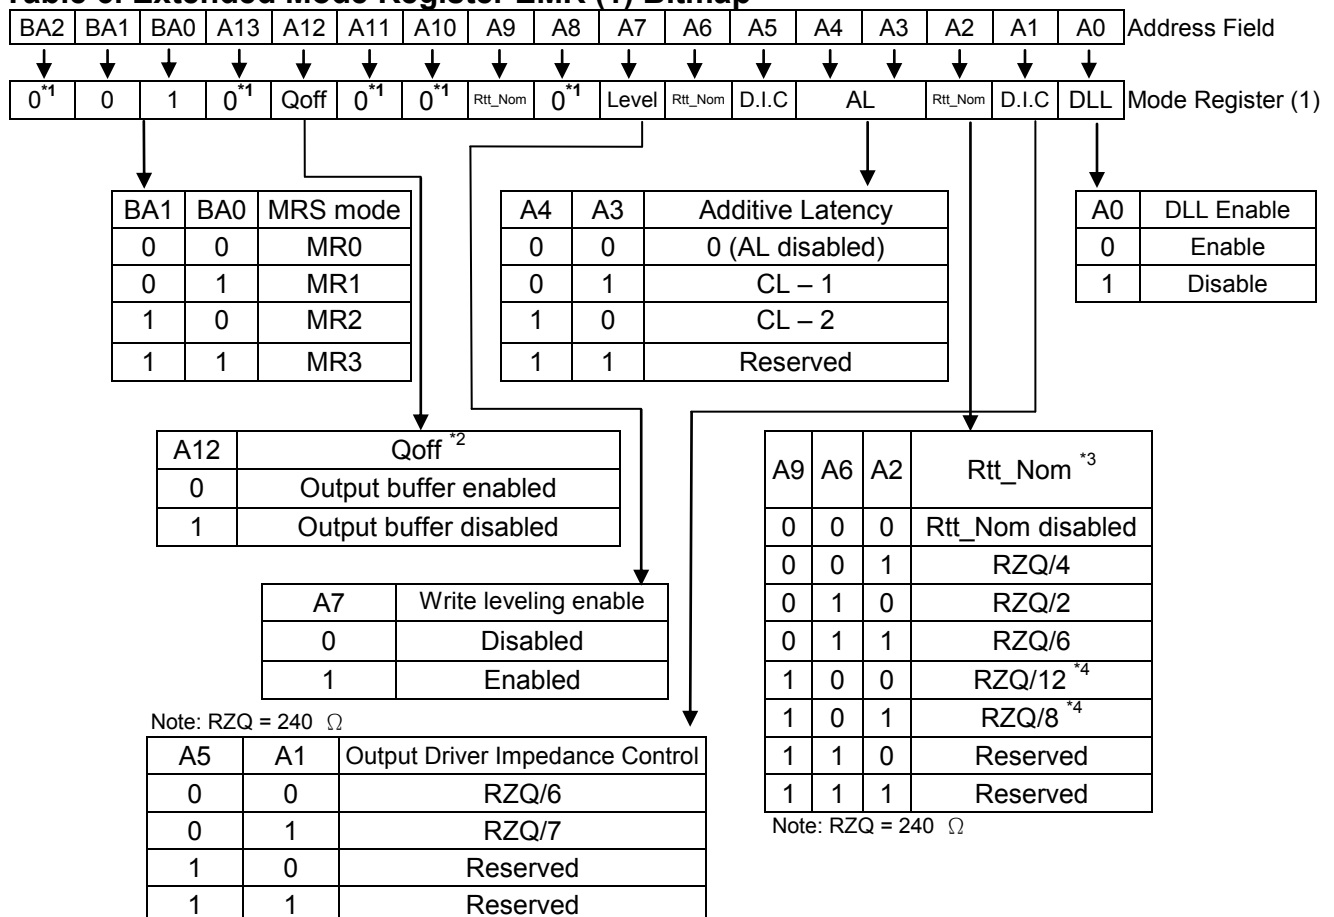 Table 6. Extended Mode Register EMR (1) Bitmap
BA2 BA1 BA0 A13 A12 A11 A10 A9 A8 A7 A6 A5 A4 A3 A2 A1 A0 Address Field
0*1 0 1 0*1 Qoff 0*1 0*1 Rtt_Nom 0*1 Level Rtt_Nom D.I.C AL Rtt_Nom D.I.C DLL Mode Register (1)
BA1 BA0 MRS mode
0 0 MR0
0 1 MR1
1 0 MR2
1 1 MR3
A4 A3 Additive Latency
0 0 0 (AL disabled)
0 1 CL – 1
1 0 CL – 2
1 1 Reserved
A0 DLL Enable
0 Enable
1 Disable
A12 Qoff *2
0 Output buffer enabled
1 Output buffer disabled
A9 A6 A2 Rtt_Nom *3
0 0 0 Rtt_Nom disabled
0 0 1 RZQ/4
0 1 0 RZQ/2
0 1 1 RZQ/6
1 0 0 RZQ/12 *4
1 0 1 RZQ/8 *4
1 1 0 Reserved
1 1 1 Reserved
Note: RZQ = 240 Ω
A7 Write leveling enable
0 Disabled
1 Enabled
Note: RZQ = 240 Ω
A5 A1 Output Driver Impedance Control
0 0 RZQ/6
0 1 RZQ/7
1 0 Reserved
1 1 Reserved